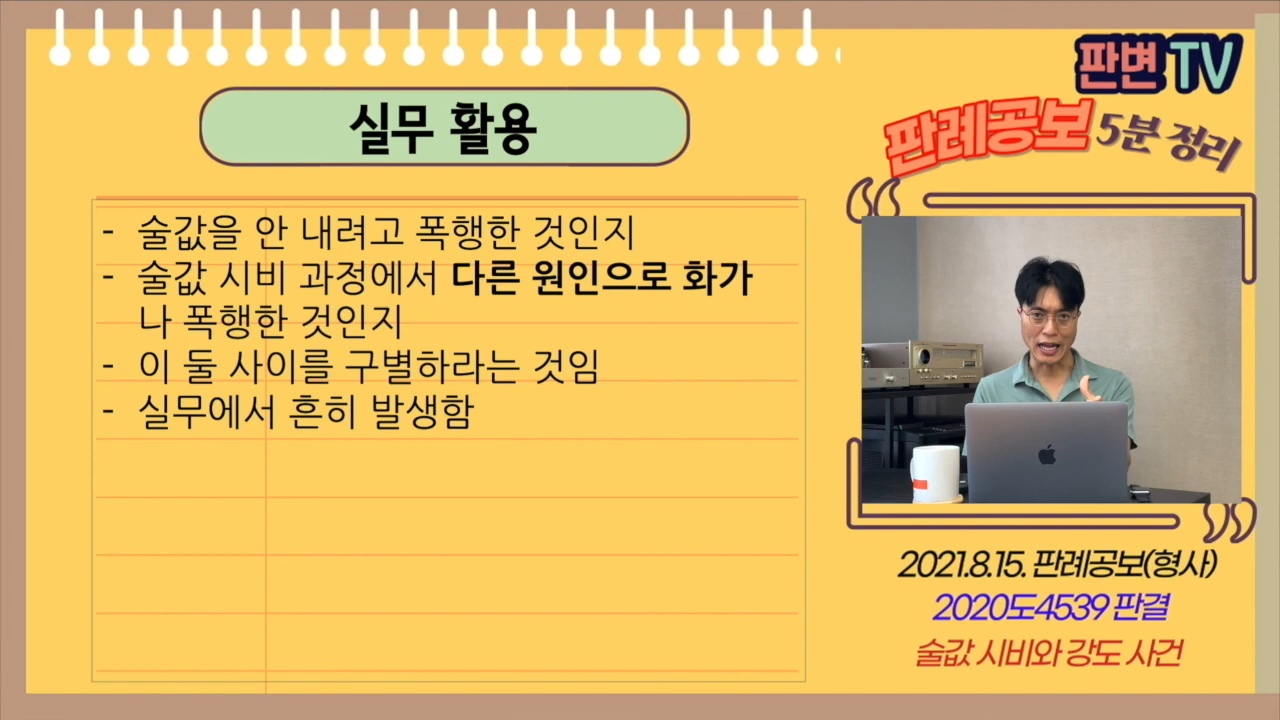 판변 TV
판례공보 5분 정리
실무 활용
- 술값을 안 내려고 폭행한 것인지
- 술값 시비 과정에서 다른 원인으로 화가
나 폭행한 것인지
- 이 둘 사이를 구별하라는 것임
- 실무에서 흔히 발생함
2021.8.15. 판례공보(형사)
2020도4539 판결
술값 시비와 강도 사건